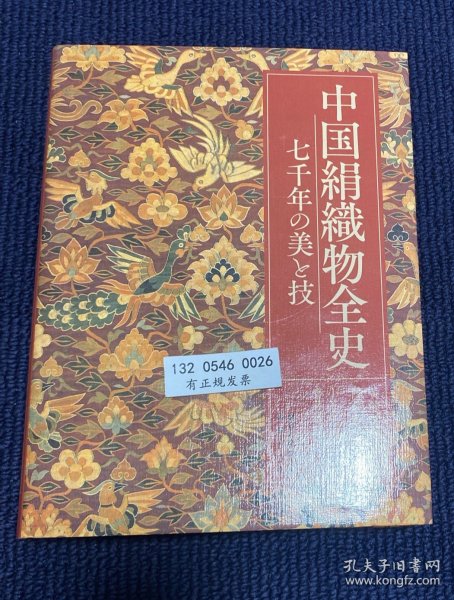 中国絹織物全史
七千年の美と技
132 0546 0026
有正规发票
孔夫子旧书网
www.kongfz.com